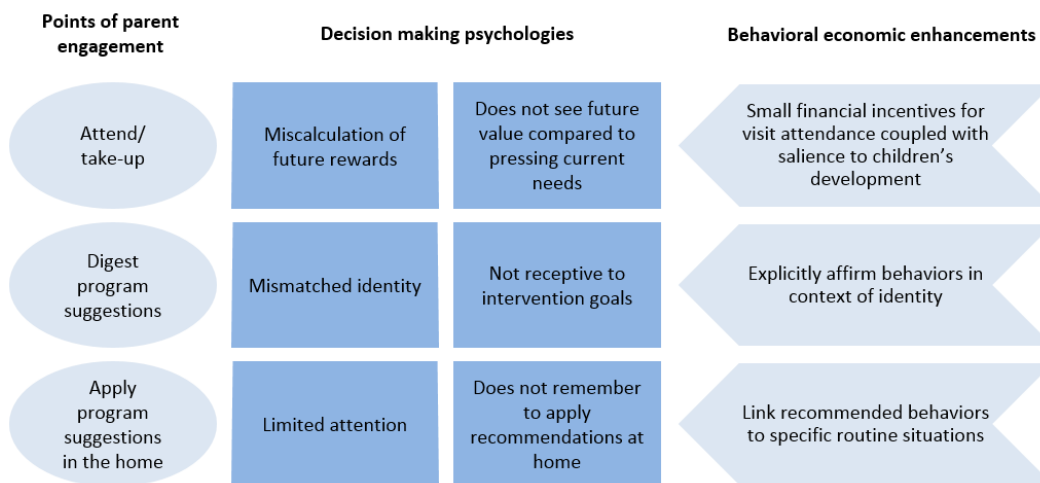 Points of parent
engagement
Decision making psychologies
Behavioral economic enhancements
Attend/
take-up
Miscalculation of
future rewards
Does not see future
value compared to
pressing current
needs
Small financial incentives for
visit attendance coupled with
salience to children’s
development
Digest
program
suggestions
Mismatched identity
Not receptive to
intervention goals
Explicitly affirm behaviors in
context of identity
Apply
program
suggestions
in the home
Limited attention
Does not remember
to apply
recommendations at
home
Link recommended behaviors
to specific routine situations